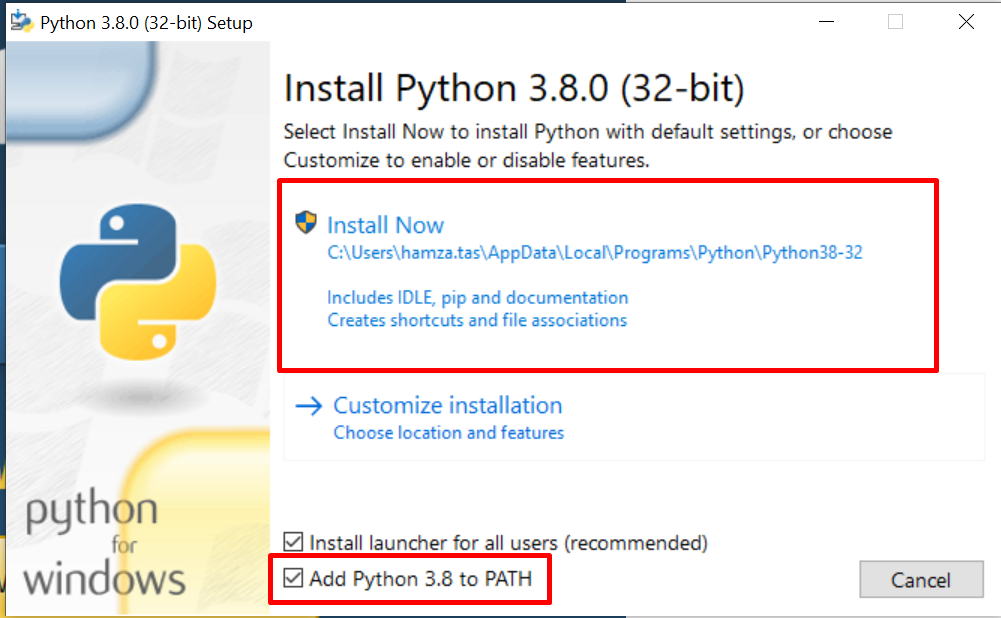 Python 3.8.0 (32-bit) Setup
Install Python 3.8.0 (32-bit)
Select Install Now to install Python with default settings, or choose
Customize to enable or disable features.
Install Now
C:\Users\hamza.tas\AppData\Local\Programs\Python\Python38-32
Includes IDLE, pip and documentation
Creates shortcuts and file associations
Customize installation
Choose location and features
python
for
windows
Install launcher for all users (recommended)
Add Python 3.8 to PATH
Cancel